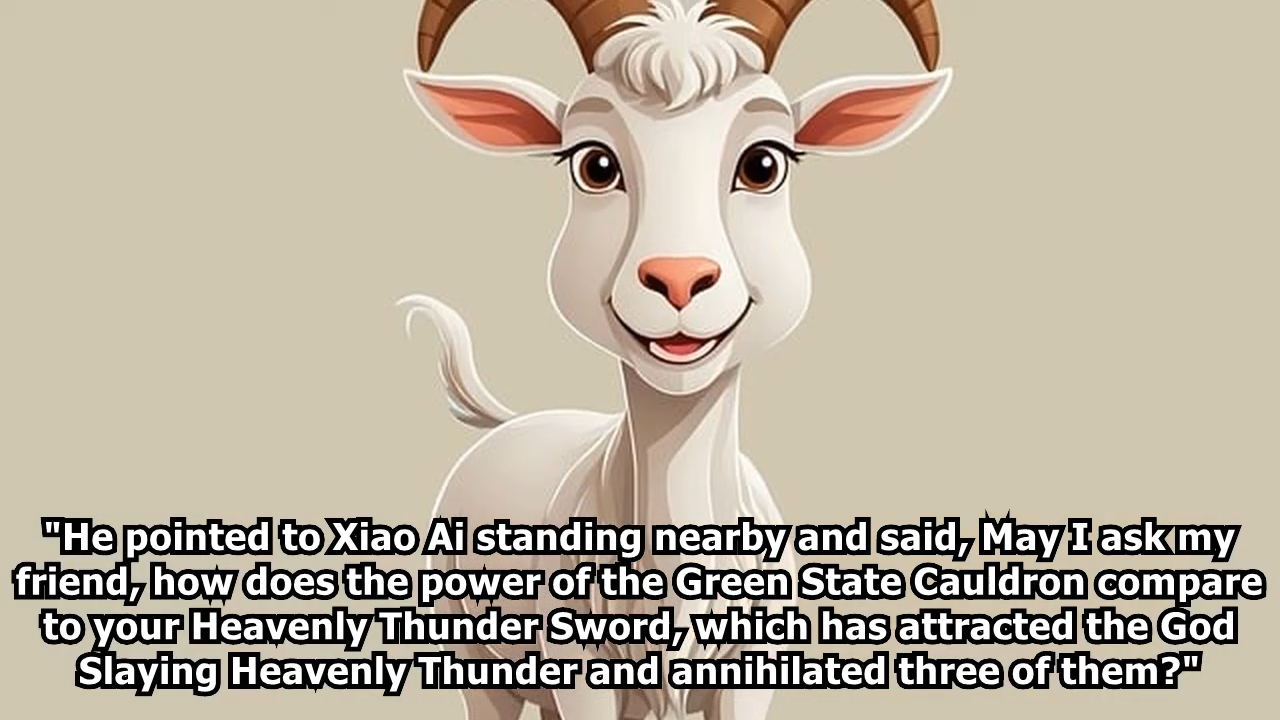 "He pointed to Xiao Ai standing nearby and said, May I ask my
friend, how does the power of the Green State Cauldron compare
to your Heavenly Thunder Sword, which has attracted the God
Slaying Heavenly Thunder and annihilated three of them?"